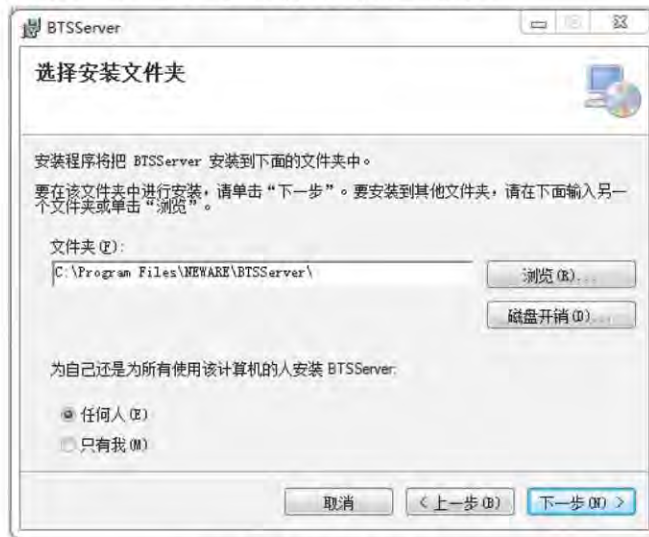 BTSServer
选择安装文件夹
安装程序将把 BTSServer 安装到下面的文件夹中。
要在该文件夹中进行安装，请单击“下一步”。要安装到其他文件夹，请在下面输入另一
个文件夹或单击“浏览”。
文件夹(F):
C:\Program Files\NEWARE\BTSServer\
浏览(R)...
磁盘开销(D)...
为自己还是为所有使用该计算机的人安装 BTSServer:
任何人(E)
只有我(M)
取消
<上一步(B)
下一步(N) >